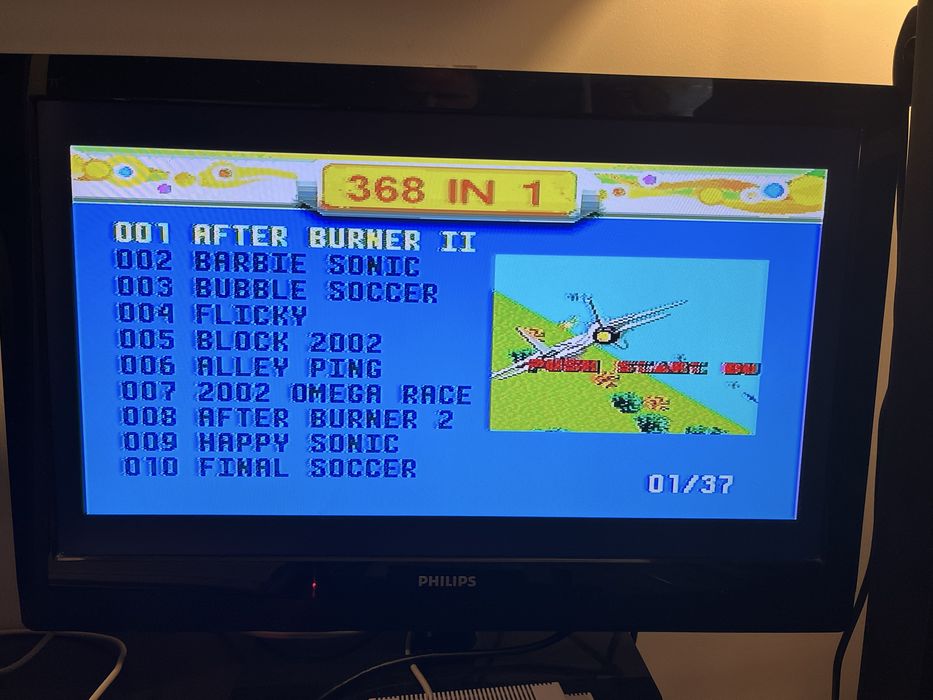 368 IN 1
001 AFTER BURNER II
002 BARBIE SONIC
003 BUBBLE SOCCER
004 FLICKY
005 BLOCK 2002
006 ALLEY PING
007 2002 OMEGA RACE
008 AFTER BURNER 2
009 HAPPY SONIC
010 FINAL SOCCER
PUSH START BU
01/37
PHILIPS